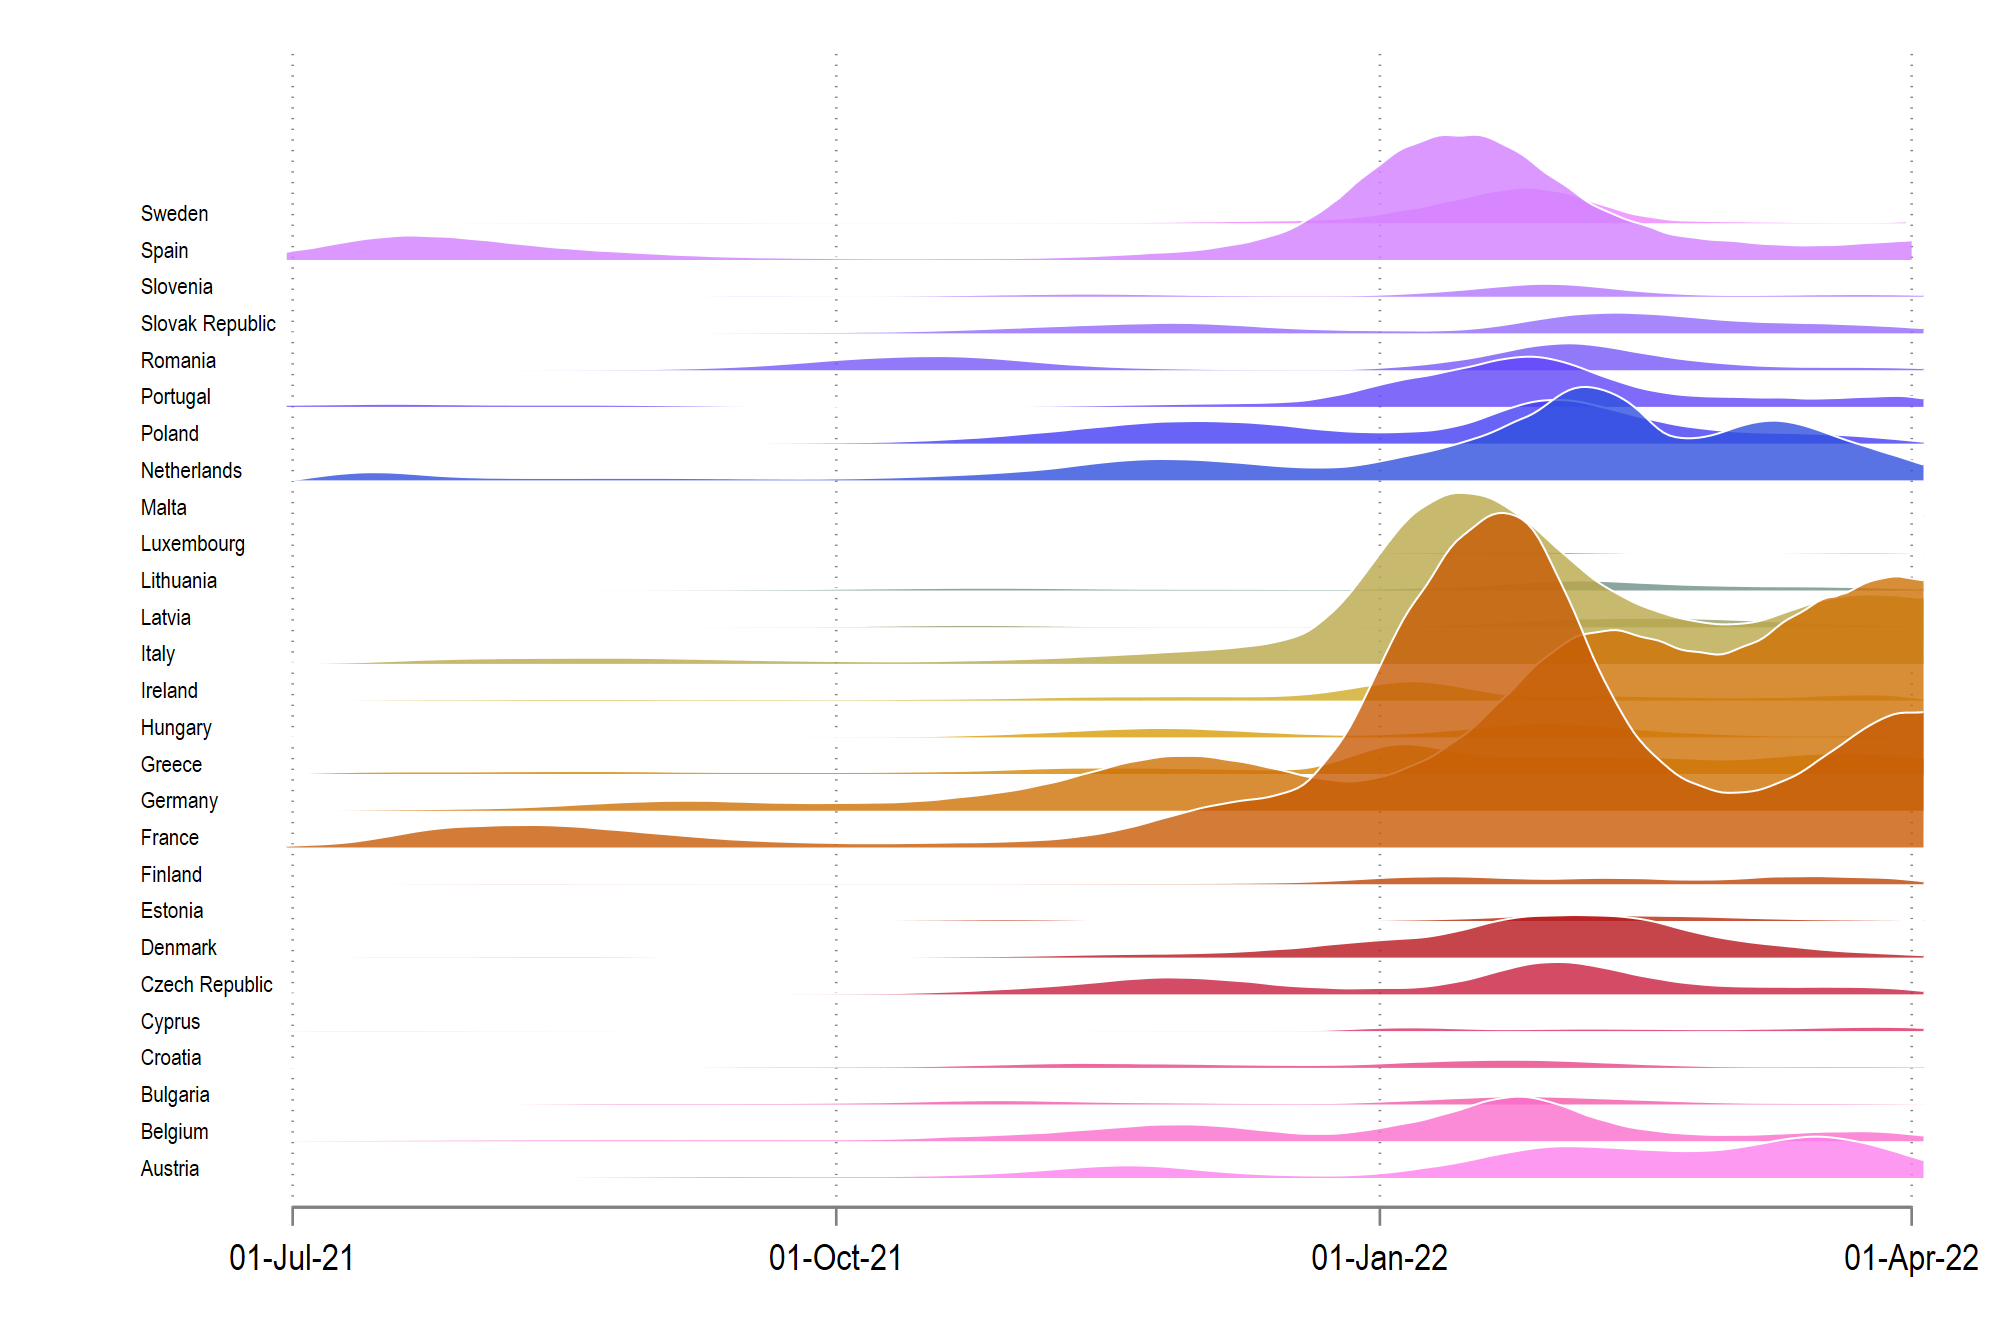 Sweden
Spain
Slovenia
Slovak Republic
Romania
Portugal
Poland
Netherlands
Malta
Luxembourg
Lithuania
Latvia
Italy
Ireland
Hungary
Greece
Germany
France
Finland
Estonia
Denmark
Czech Republic
Cyprus
Croatia
Bulgaria
Belgium
Austria
01-Jul-21 01-Oct-21 01-Jan-22 01-Apr-22